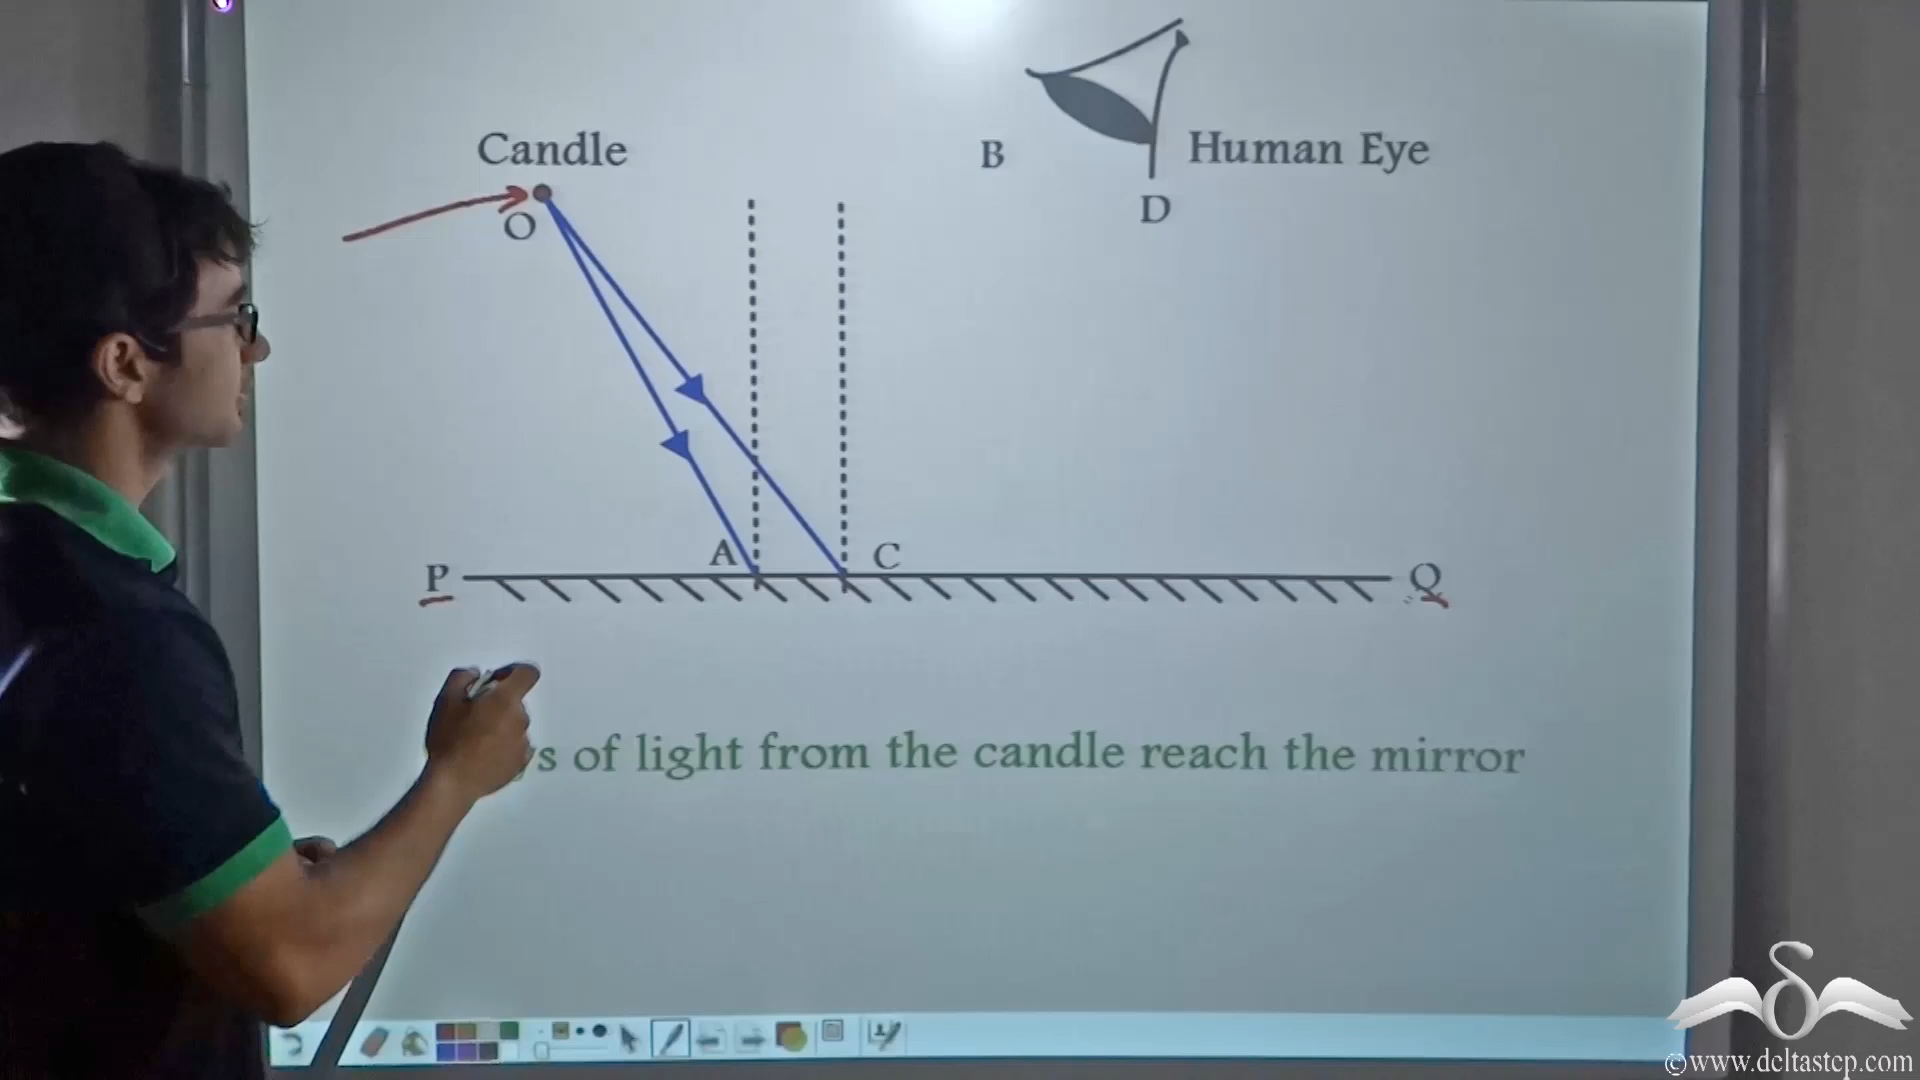 Candle
B
Human Eye
O
D
A
C
P
Q
of light from the candle reach the mirror
©www.deltastep.com